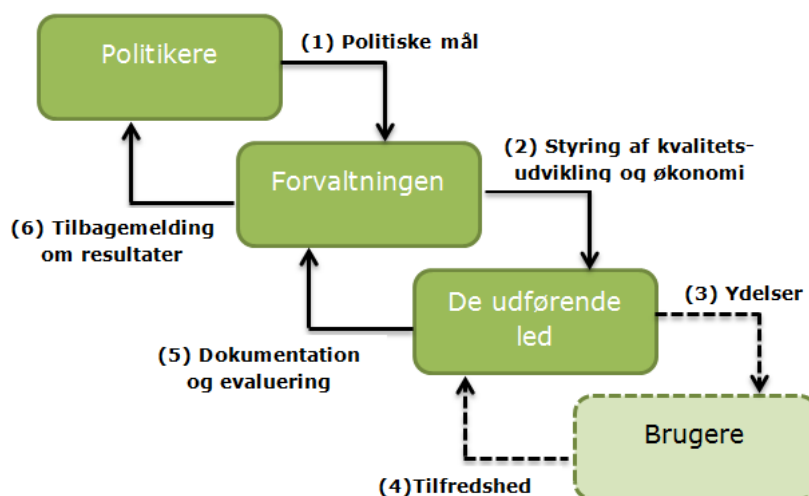 Politikere
(1) Politiske mål
Forvaltningen
(2) Styring af kvalitets-
udvikling og økonomi
(6) Tilbagemelding
om resultater
De udførende
led
(3) Ydelser
(5) Dokumentation
og evaluering
Brugere
(4)Tilfredshed